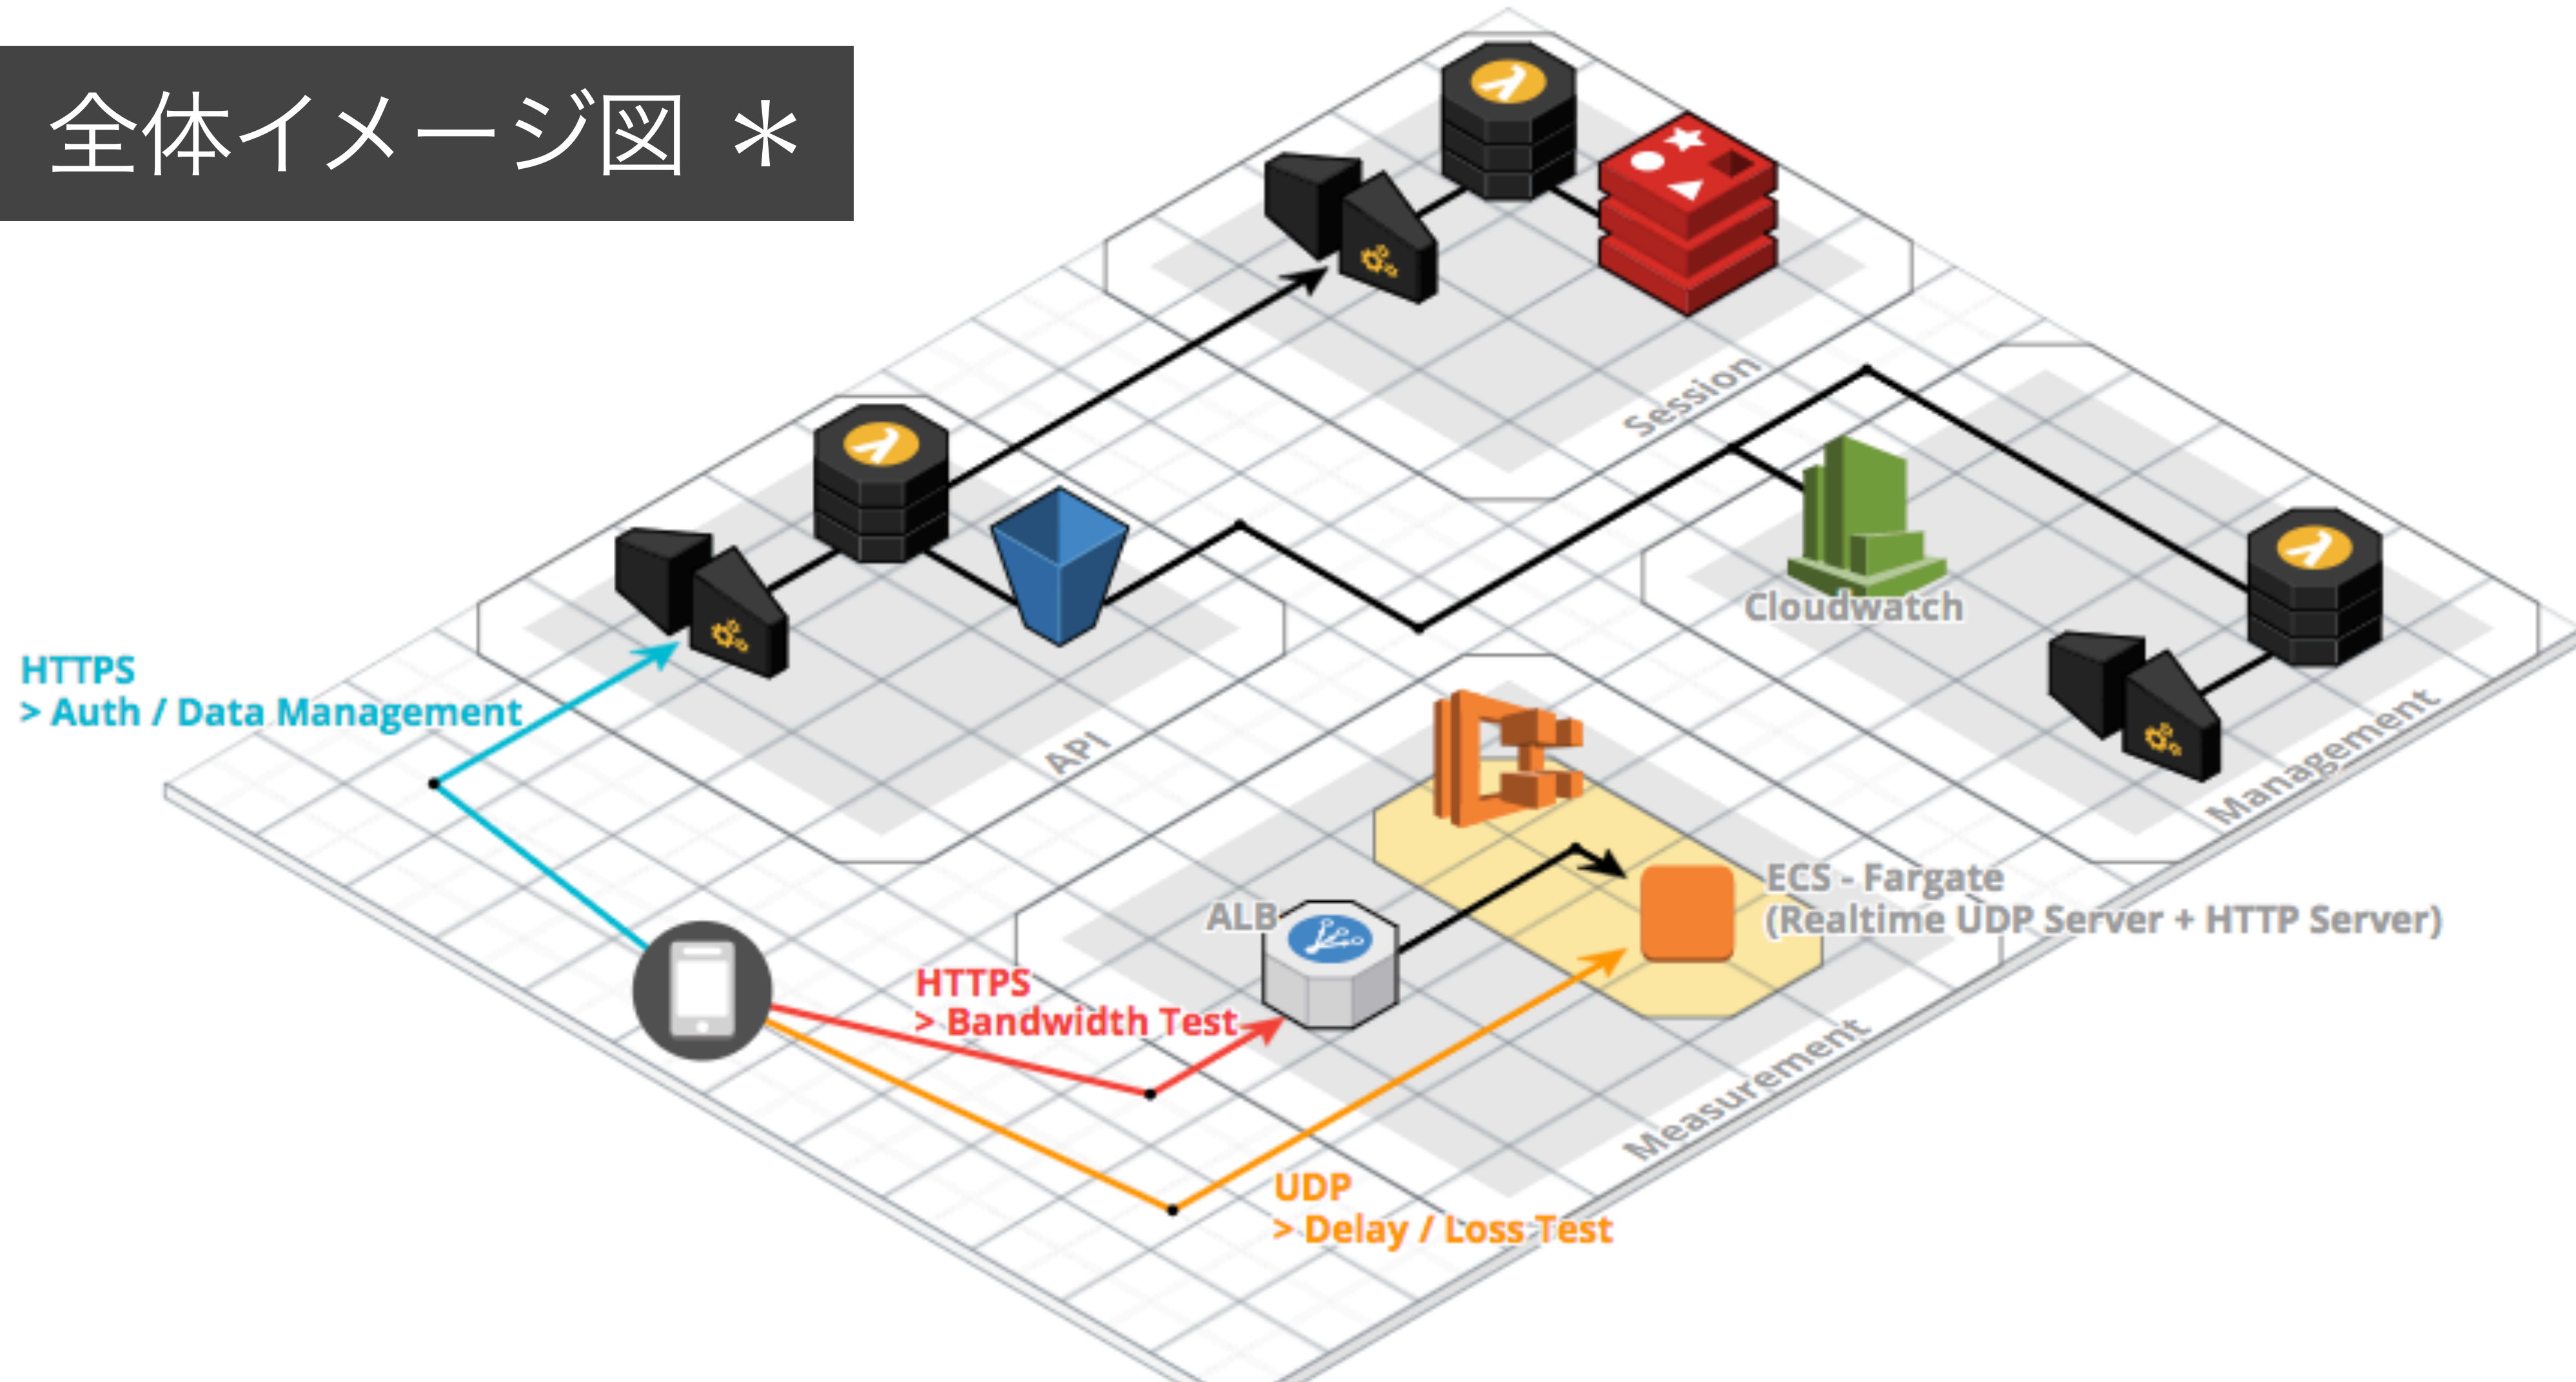 全体イメージ図 ＊
Session
Cloudwatch
HTTPS
> Auth / Data Management
API
Management
ECS - Fargate
(Realtime UDP Server + HTTP Server)
ALB
HTTPS
> Bandwidth Test
Measurement
UDP
> Delay / Loss Test